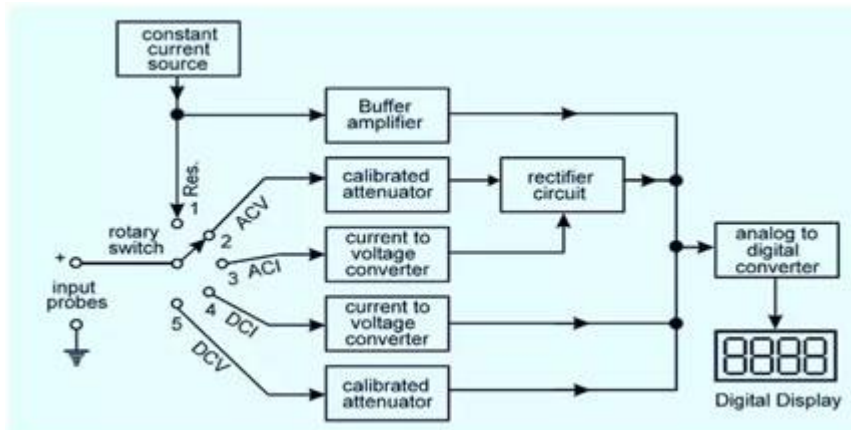 constant
current
source
Buffer
amplifier
Res.
1
calibrated
attenuator
rectifier
circuit
ACV
2
rotary
switch
+
input
probes
3
ACI
current to
voltage
converter
analog to
digital
converter
4
DCI
current to
voltage
converter
5
DCV
calibrated
attenuator
8888
Digital Display